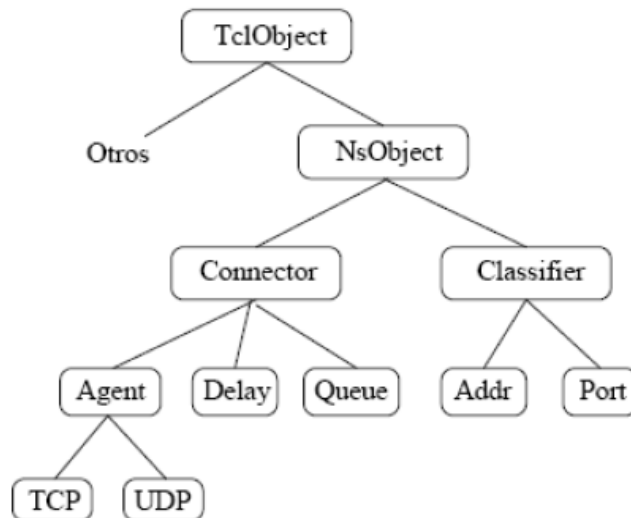 TclObject
Otros
NsObject
Connector
Classifier
Agent
Delay
Queue
Addr
Port
TCP
UDP